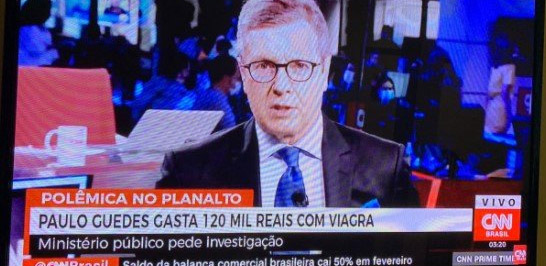 POLÊMICA NO PLANALTO
PAULO GUEDES GASTA 120 MIL REAIS COM VIAGRA
Ministério público pede investigação
VIVO
CNN
BRASIL
03:20
@CNNBrasil Saldo da balança comercial brasileira cai 50% em fevereiro
CNN PRIME TIME